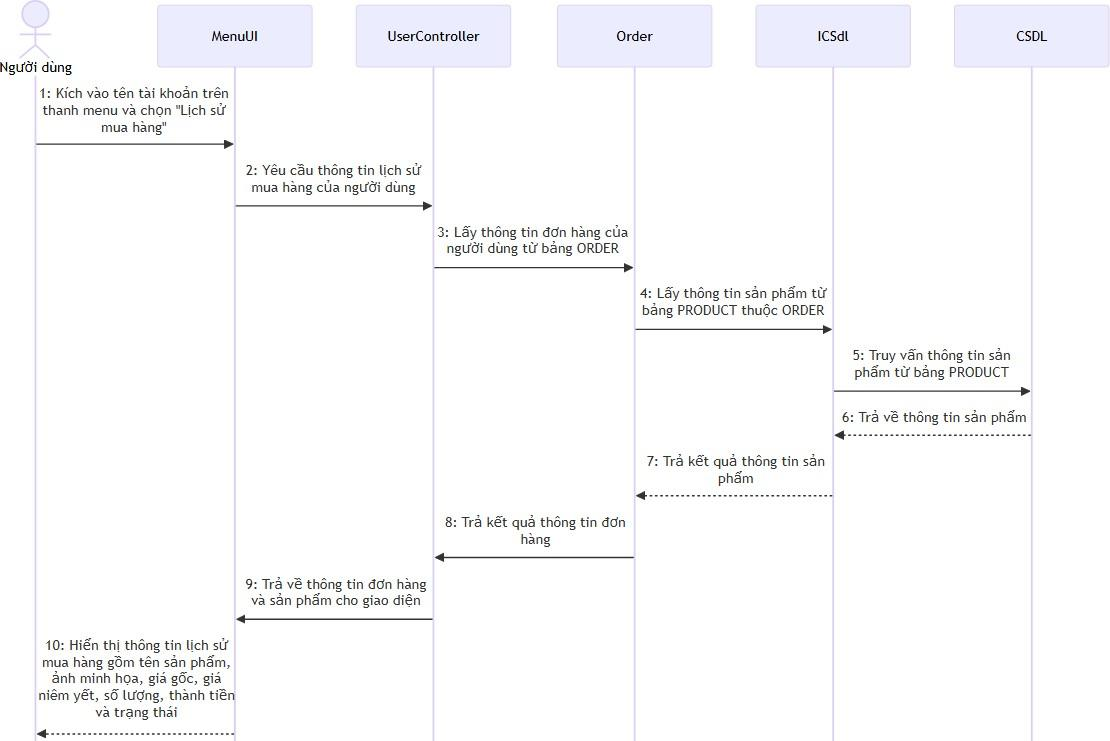 MenuUI
UserController
Order
ICSdl
CSDL
Người dùng
1: Kích vào tên tài khoản trên
thanh menu và chọn "Lịch sử
mua hàng"
2: Yêu cầu thông tin lịch sử
mua hàng của người dùng
3: Lấy thông tin đơn hàng của
người dùng từ bảng ORDER
4: Lấy thông tin sản phẩm từ
bảng PRODUCT thuộc ORDER
5: Truy vấn thông tin sản
phẩm từ bảng PRODUCT
6: Trả về thông tin sản phẩm
7: Trả kết quả thông tin sản
phẩm
8: Trả kết quả thông tin đơn
hàng
9: Trả về thông tin đơn hàng
và sản phẩm cho giao diện
10: Hiển thị thông tin lịch sử
mua hàng gồm tên sản phẩm,
ảnh minh họa, giá gốc, giá
niêm yết, số lượng, thành tiền
và trạng thái